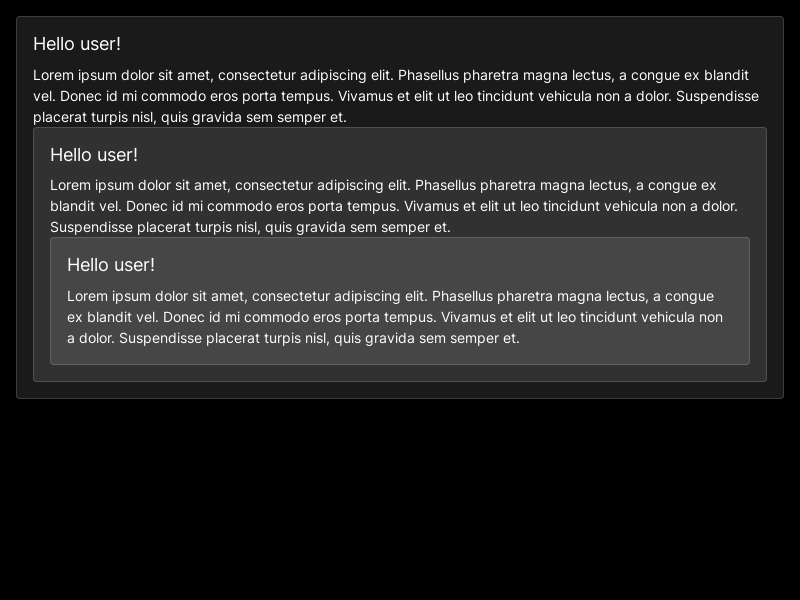 Hello user!
Lorem ipsum dolor sit amet, consectetur adipiscing elit. Phasellus pharetra magna lectus, a congue ex blandit
vel. Donec id mi commodo eros porta tempus. Vivamus et elit ut leo tincidunt vehicula non a dolor. Suspendisse
placerat turpis nisl, quis gravida sem semper et.
Hello user!
Lorem ipsum dolor sit amet, consectetur adipiscing elit. Phasellus pharetra magna lectus, a congue ex
blandit vel. Donec id mi commodo eros porta tempus. Vivamus et elit ut leo tincidunt vehicula non a dolor.
Suspendisse placerat turpis nisl, quis gravida sem semper et.
Hello user!
Lorem ipsum dolor sit amet, consectetur adipiscing elit. Phasellus pharetra magna lectus, a congue
ex blandit vel. Donec id mi commodo eros porta tempus. Vivamus et elit ut leo tincidunt vehicula non
a dolor. Suspendisse placerat turpis nisl, quis gravida sem semper et.